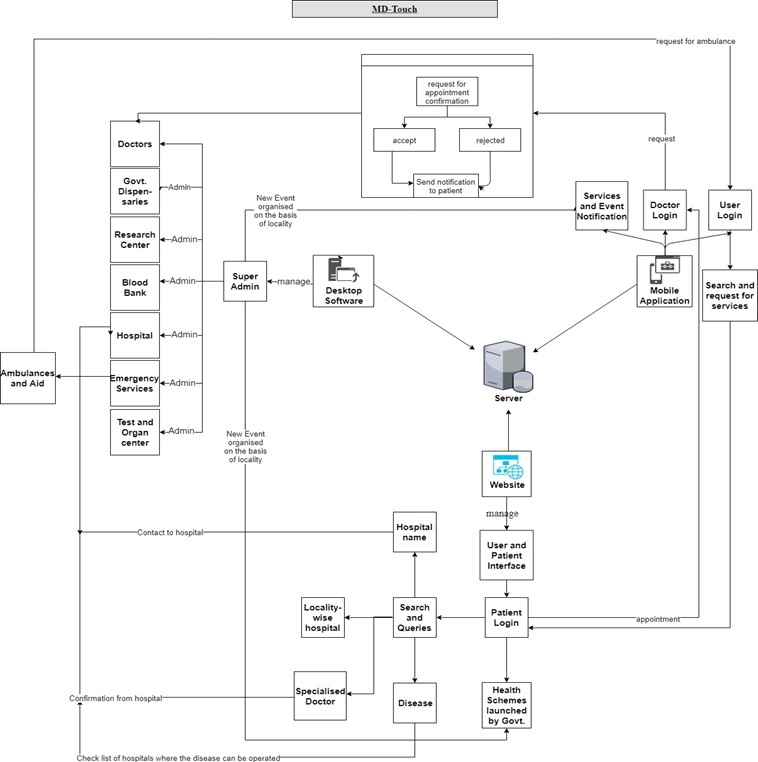 MD-Touch
request for ambulance
request for
appointment
confirmation
accept
rejected
Send notification
to patient
request
Doctors
Govt.
Dispen-
saries
Admin
Research
Center
Admin
Blood
Bank
Admin
Hospital
Admin
Emergency
Services
Admin
Test and
Organ
center
Admin
Ambulances
and Aid
New Event
organised
on the basis
of locality
Super
Admin
manage
Desktop
Software
Services
and Event
Notification
Doctor
Login
User
Login
Mobile
Application
Search and
request for
services
Server
New Event
organised
on the basis
of locality
Website
manage
Hospital
name
Contact to hospital
User and
Patient
Interface
Locality-
wise
hospital
Search
and
Queries
Patient
Login
appointment
Specialised
Doctor
Confirmation from hospital
Disease
Health
Schemes
launched
by Govt.
Check list of hospitals where the disease can be operated